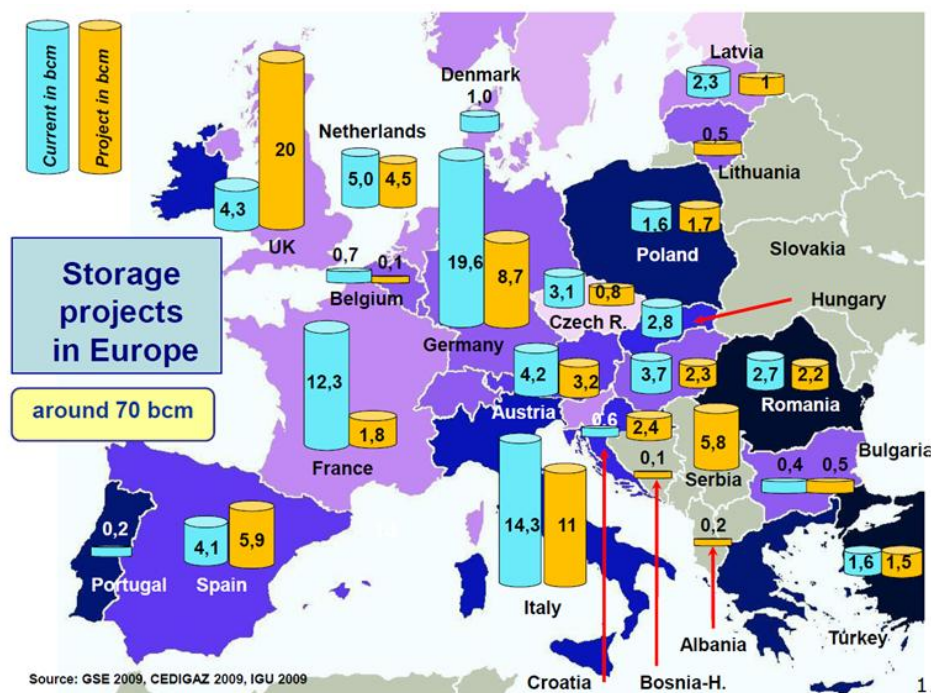 Current in bcm
Project in bcm
Latvia
2,3
1
Denmark
1,0
0,5
Lithuania
Netherlands
5,0
4,5
20
4,3
UK
1,6
1,7
Poland
Slovakia
Storage
projects
in Europe
0,7
0,1
Belgium
19,6
8,7
Germany
3,1
0,8
Czech R.
2,8
Hungary
around 70 bcm
12,3
1,8
France
4,2
3,2
Austria
3,7
2,3
2,7
2,2
Romania
0,6
2,4
5,8
Serbia
0,1
Bulgaria
0,4
0,5
14,3
11
Italy
0,2
Portugal
4,1
5,9
Spain
0,2
Albania
1,6
1,5
Turkey
Croatia
Bosnia-H.
Source: GSE 2009, CEDIGAZ 2009, IGU 2009
1